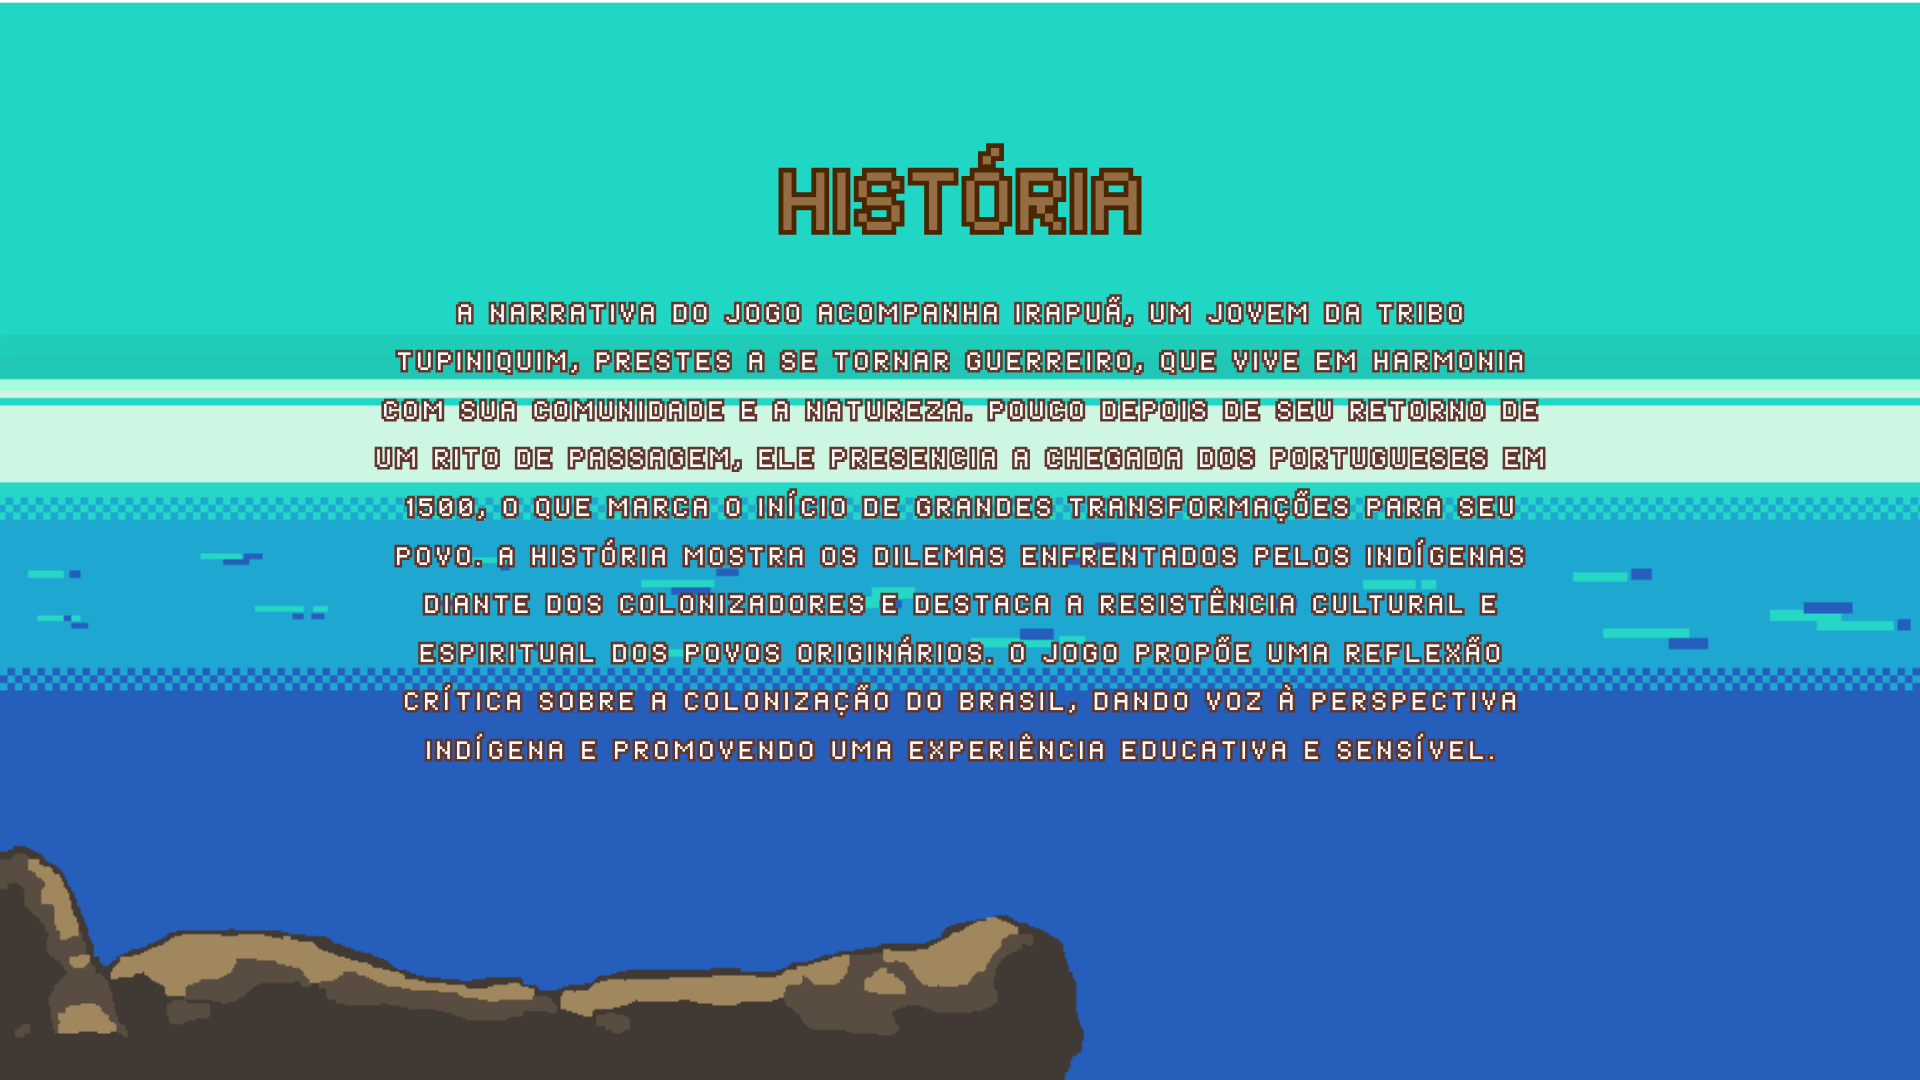 HISTÓRIA
A NARRATIVA DO JOGO ACOMPANHA IRAPUÃ, UM JOVEM DA TRIBO
TUPINIQUIM, PRESTES A SE TORNAR GUERREIRO, QUE VIVE EM HARMONIA
COM SUA COMUNIDADE E A NATUREZA. POUCO DEPOIS DE SEU RETORNO DE
UM RITO DE PASSAGEM, ELE PRESENCIA A CHEGADA DOS PORTUGUESES EM
1500, O QUE MARCA O INÍCIO DE GRANDES TRANSFORMAÇÕES PARA SEU
POVO. A HISTÓRIA MOSTRA OS DILEMAS ENFRENTADOS PELOS INDÍGENAS
DIANTE DOS COLONIZADORES E DESTACA A RESISTÊNCIA CULTURAL E
ESPIRITUAL DOS POVOS ORIGINÁRIOS. O JOGO PROPÕE UMA REFLEXÃO
CRÍTICA SOBRE A COLONIZAÇÃO DO BRASIL, DANDO VOZ À PERSPECTIVA
INDÍGENA E PROMOVENDO UMA EXPERIÊNCIA EDUCATIVA E SENSÍVEL.